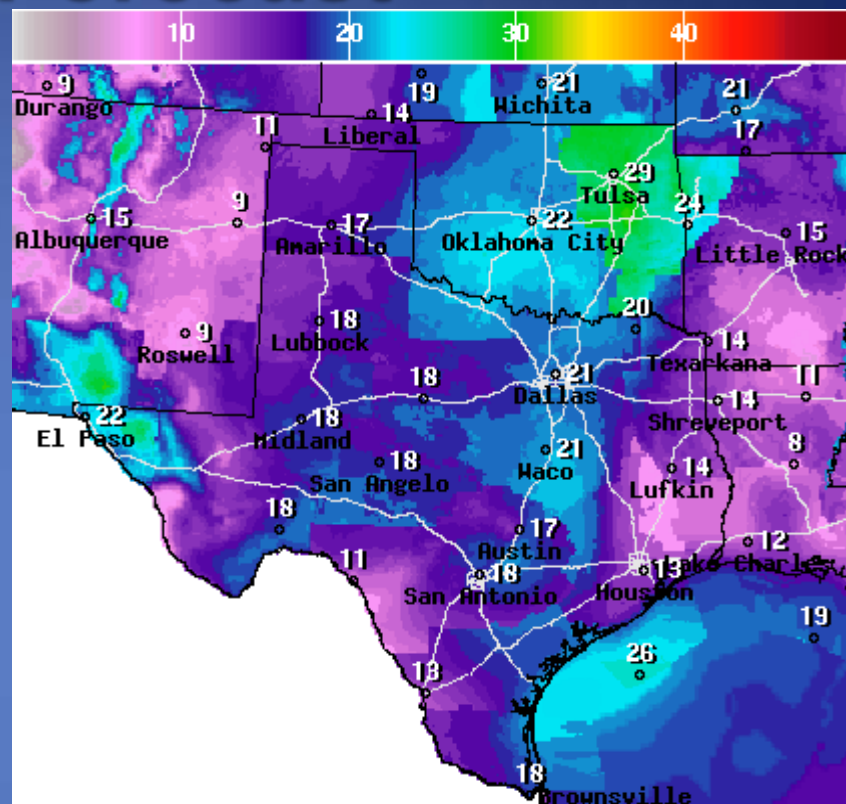 10 20 30 40
9 19 21 21
Durango Wichita
14
Liberal
11 17
29
Tulsa
15 9 17 22 24 15
Albuquerque Amarillo Oklahoma City Little Rock
9 18 20 14
Roswell Lubbock Texarkana
21
Dallas
22 18 18 14 11
El Paso Midland Shreveport
18 21 14 8
San Angelo Waco Lufkin
18 17 12
Austin
11 18 13
San Antonio Houston
19
26
13
18
Brownsville